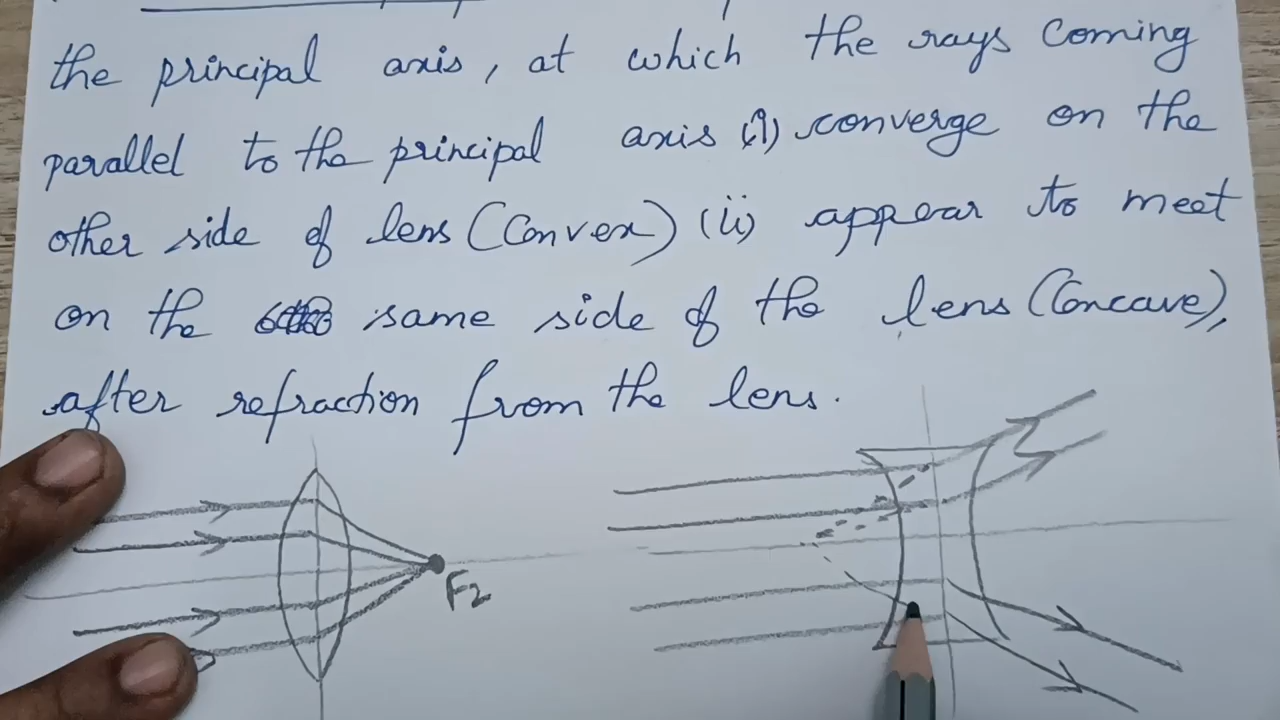 the principal axis, at which the rays coming
parallel to the principal axis (i) converge on the
other side of lens (Convex) (ii) appear to meet
on the same side of the lens (Concave),
after refraction from the lens.
F2